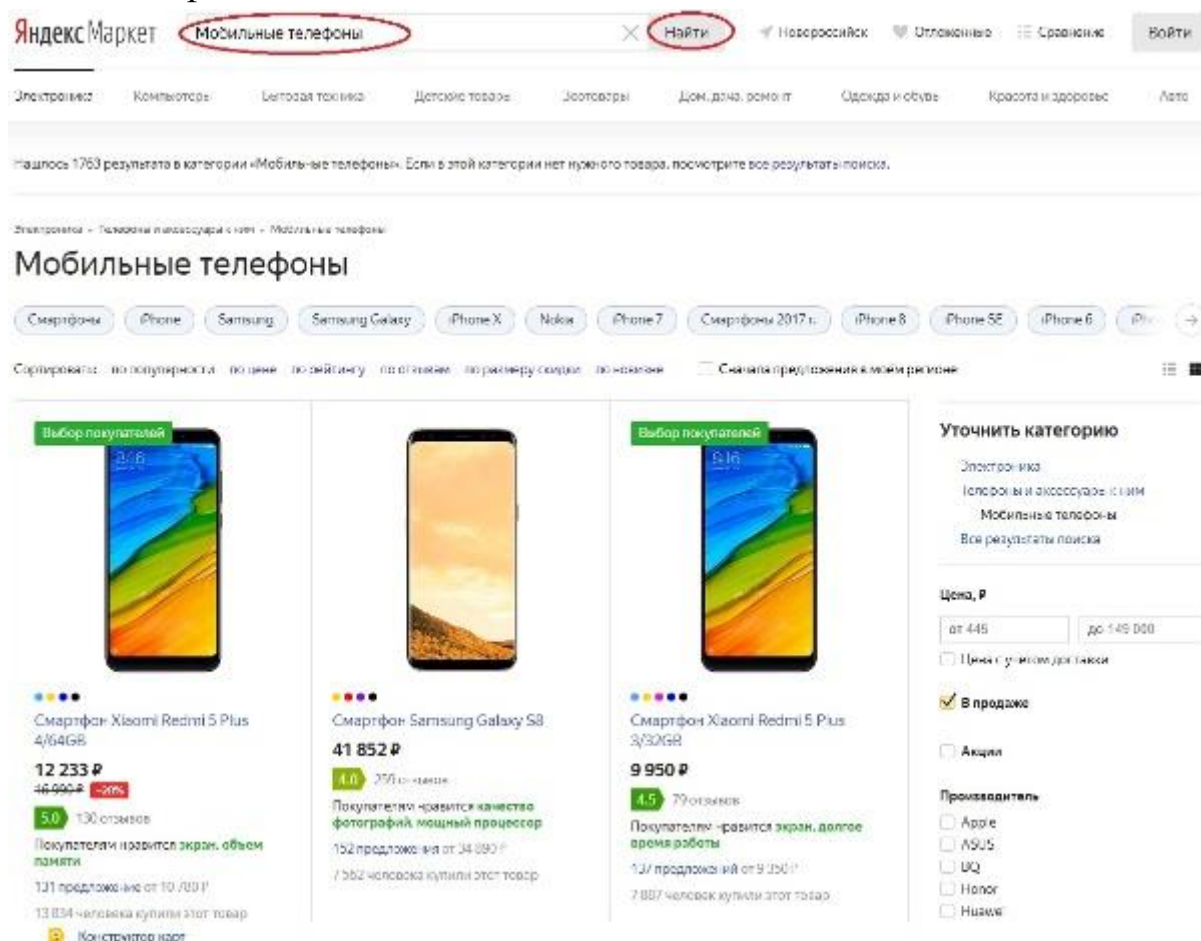 Яндекс Маркет Мобильные телефоны Найти Новороссийск Отложенные Сравнение Войти
Электроника Компьютеры Бытовая техника Детские товары Зоотовары Дом, дача, ремонт Одежда и обувь Красота и здоровье Авто
Нашлось 1763 результата в категории «Мобильные телефоны». Если в этой категории нет нужного товара, посмотрите все результаты поиска.
Электроника Телефоны и аксессуары к ним Мобильные телефоны
Мобильные телефоны
Смартфоны iPhone Samsung Samsung Galaxy iPhone X Nokia iPhone 7 Смартфоны 2017 г. iPhone 8 iPhone SE iPhone 6
Сортировать: по популярности по цене по рейтингу по отзывам по размеру скидки по новизне Сначала предложения в моём регионе
Выбор покупателей
Смартфон Xiaomi Redmi 5 Plus
4/64GB
12 233 ₽
16 990 ₽ -20%
5.0 130 отзывов
Покупателям нравится экран, объем
памяти
131 предложение от 10 780 ₽
13 834 человека купили этот товар
Конструктор карт
Смартфон Samsung Galaxy S8
41 852 ₽
4.0 259 отзывов
Покупателям нравится качество
фотографий, мощный процессор
152 предложения от 34 890 ₽
7 562 человека купили этот товар
Выбор покупателей
Смартфон Xiaomi Redmi 5 Plus
3/32GB
9 950 ₽
4.5 79 отзывов
Покупателям нравится экран, долгое
время работы
137 предложений от 9 350 ₽
7 887 человек купили этот товар
Уточнить категорию
Электроника
Телефоны и аксессуары к ним
Мобильные телефоны
Все результаты поиска
Цена, ₽
от 445 до 149 000
Цена с учетом доставки
В продаже
Акции
Производитель
Apple
ASUS
BQ
Honor
Huawei